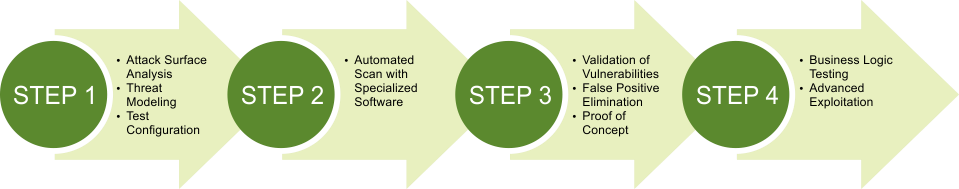 STEP 1
• Attack Surface
Analysis
• Threat
Modeling
• Test
Configuration
STEP 2
• Automated
Scan with
Specialized
Software
STEP 3
• Validation of
Vulnerabilities
• False Positive
Elimination
• Proof of
Concept
STEP 4
• Business Logic
Testing
• Advanced
Exploitation